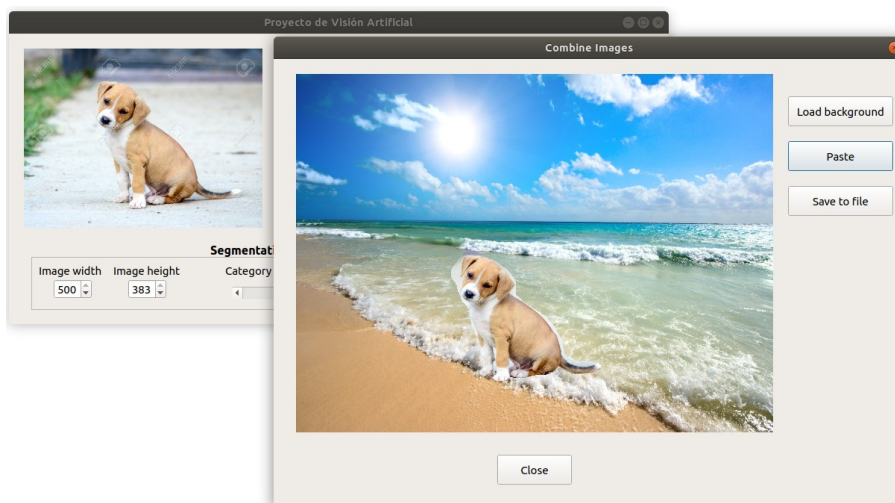 Proyecto de Visión Artificial
Combine Images
Load background
Paste
Save to file
Segmentati
Image width
Image height
Category
500
383
Close